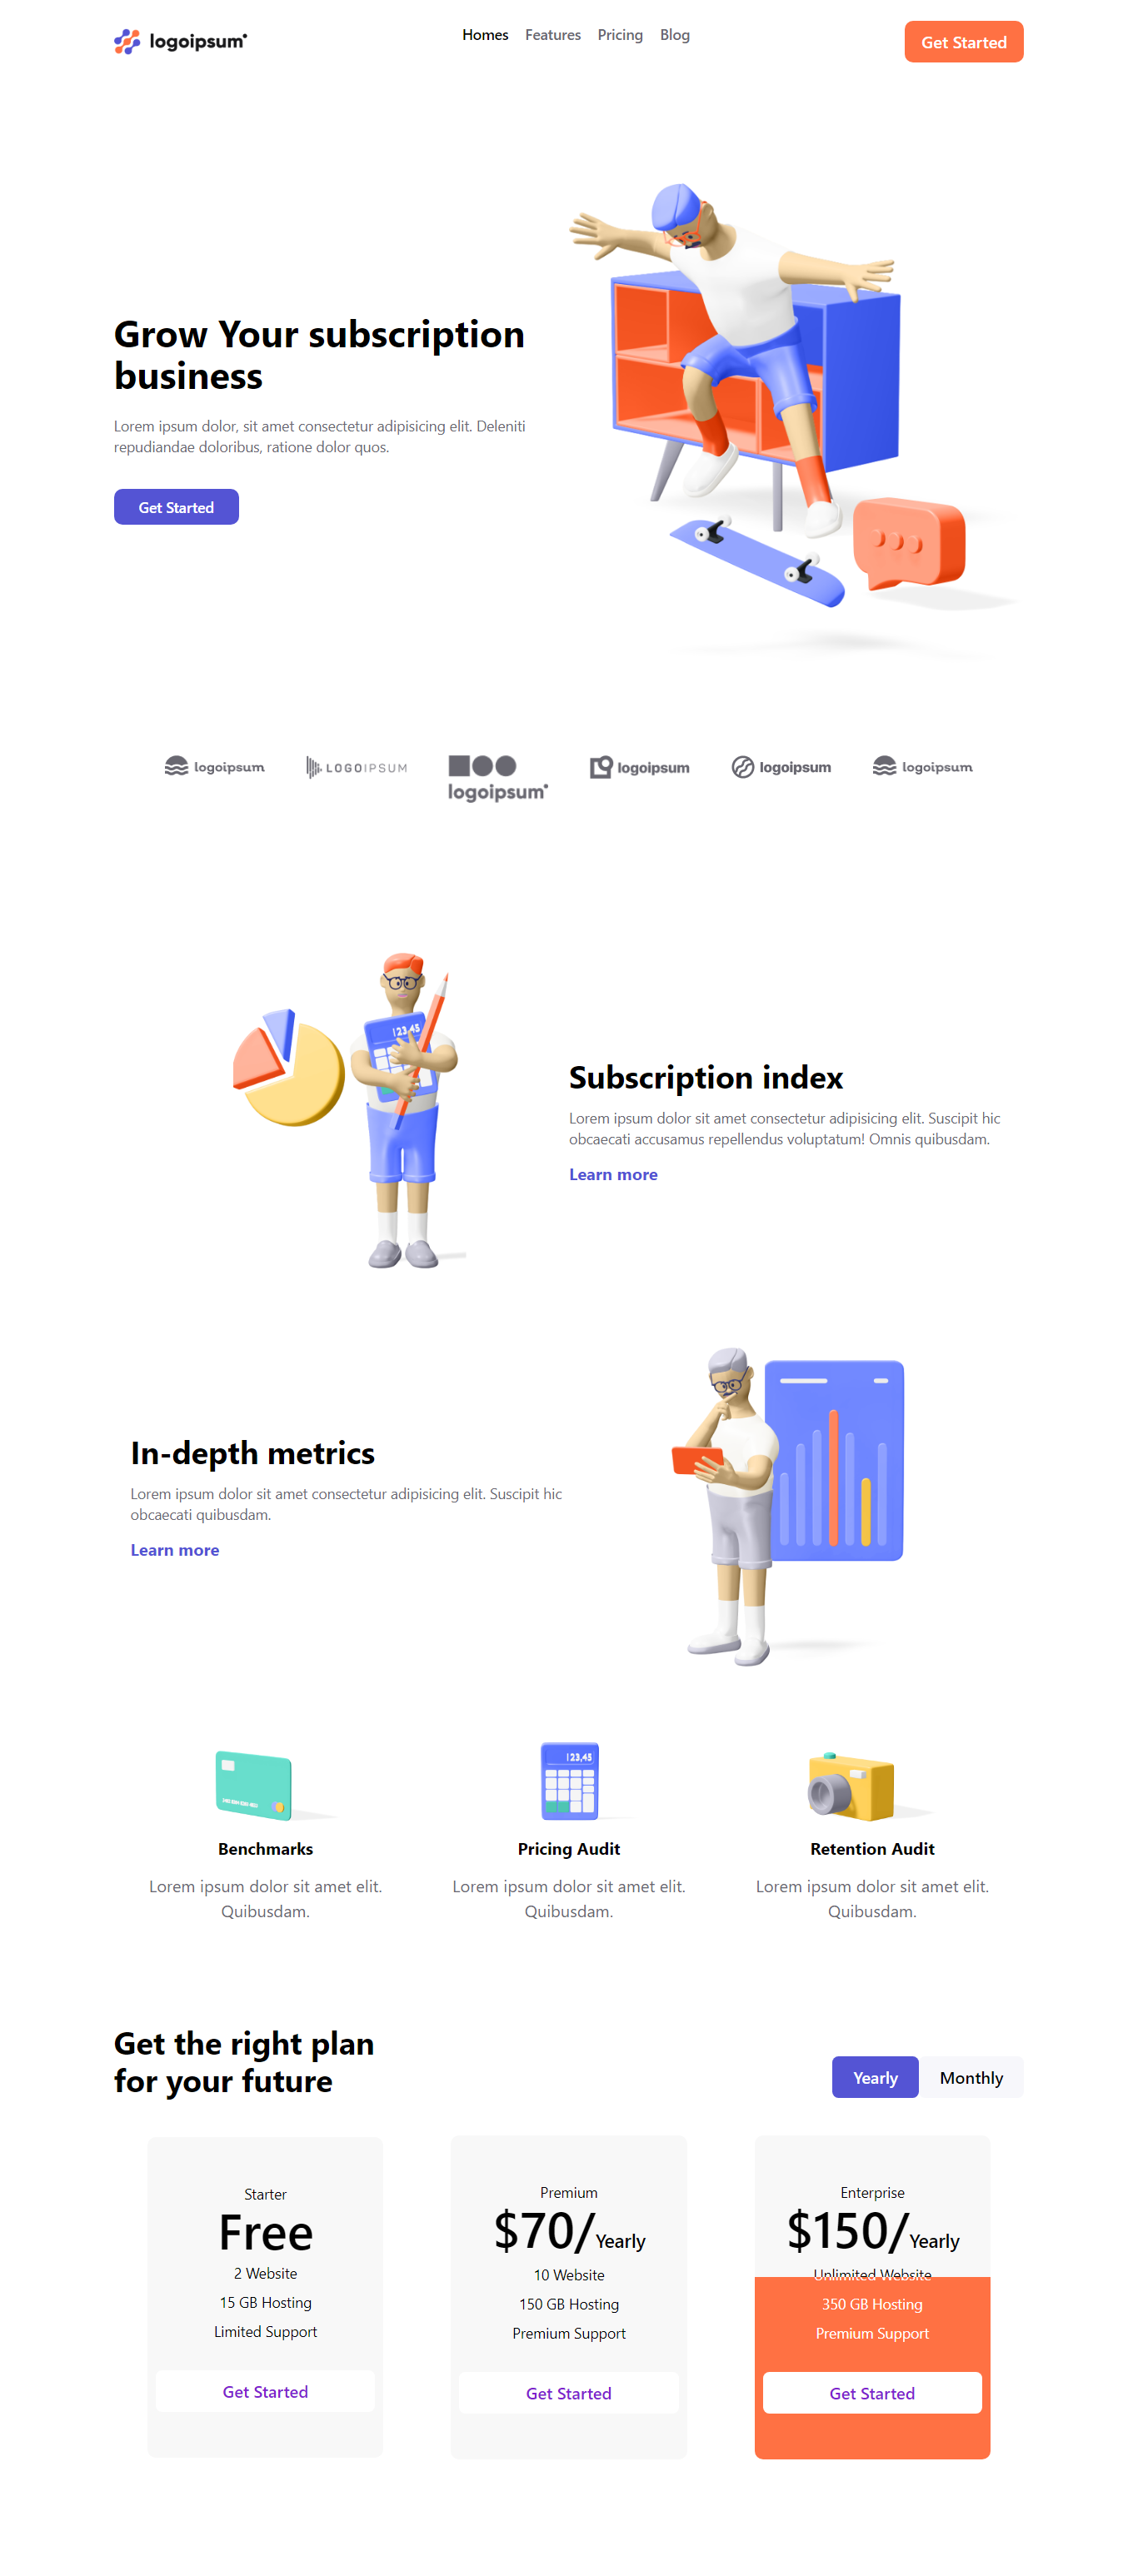 logoipsum
Homes Features Pricing Blog
Get Started
Grow Your subscription
business
Lorem ipsum dolor, sit amet consectetur adipisicing elit. Deleniti
repudiandae doloribus, ratione dolor quos.
Get Started
logoipsum
LOGOIPSUM
logoipsum
logoipsum
logoipsum
logoipsum
123,45
Subscription index
Lorem ipsum dolor sit amet consectetur adipisicing elit. Suscipit hic
obcaecati accusamus repellendus voluptatum! Omnis quibusdam.
Learn more
In-depth metrics
Lorem ipsum dolor sit amet consectetur adipisicing elit. Suscipit hic
obcaecati quibusdam.
Learn more
Benchmarks
Lorem ipsum dolor sit amet elit.
Quibusdam.
123,45
Pricing Audit
Lorem ipsum dolor sit amet elit.
Quibusdam.
Retention Audit
Lorem ipsum dolor sit amet elit.
Quibusdam.
Get the right plan
for your future
Yearly
Monthly
Starter
Free
2 Website
15 GB Hosting
Limited Support
Get Started
Premium
$70/Yearly
10 Website
150 GB Hosting
Premium Support
Get Started
Enterprise
$150/Yearly
Unlimited Website
350 GB Hosting
Premium Support
Get Started